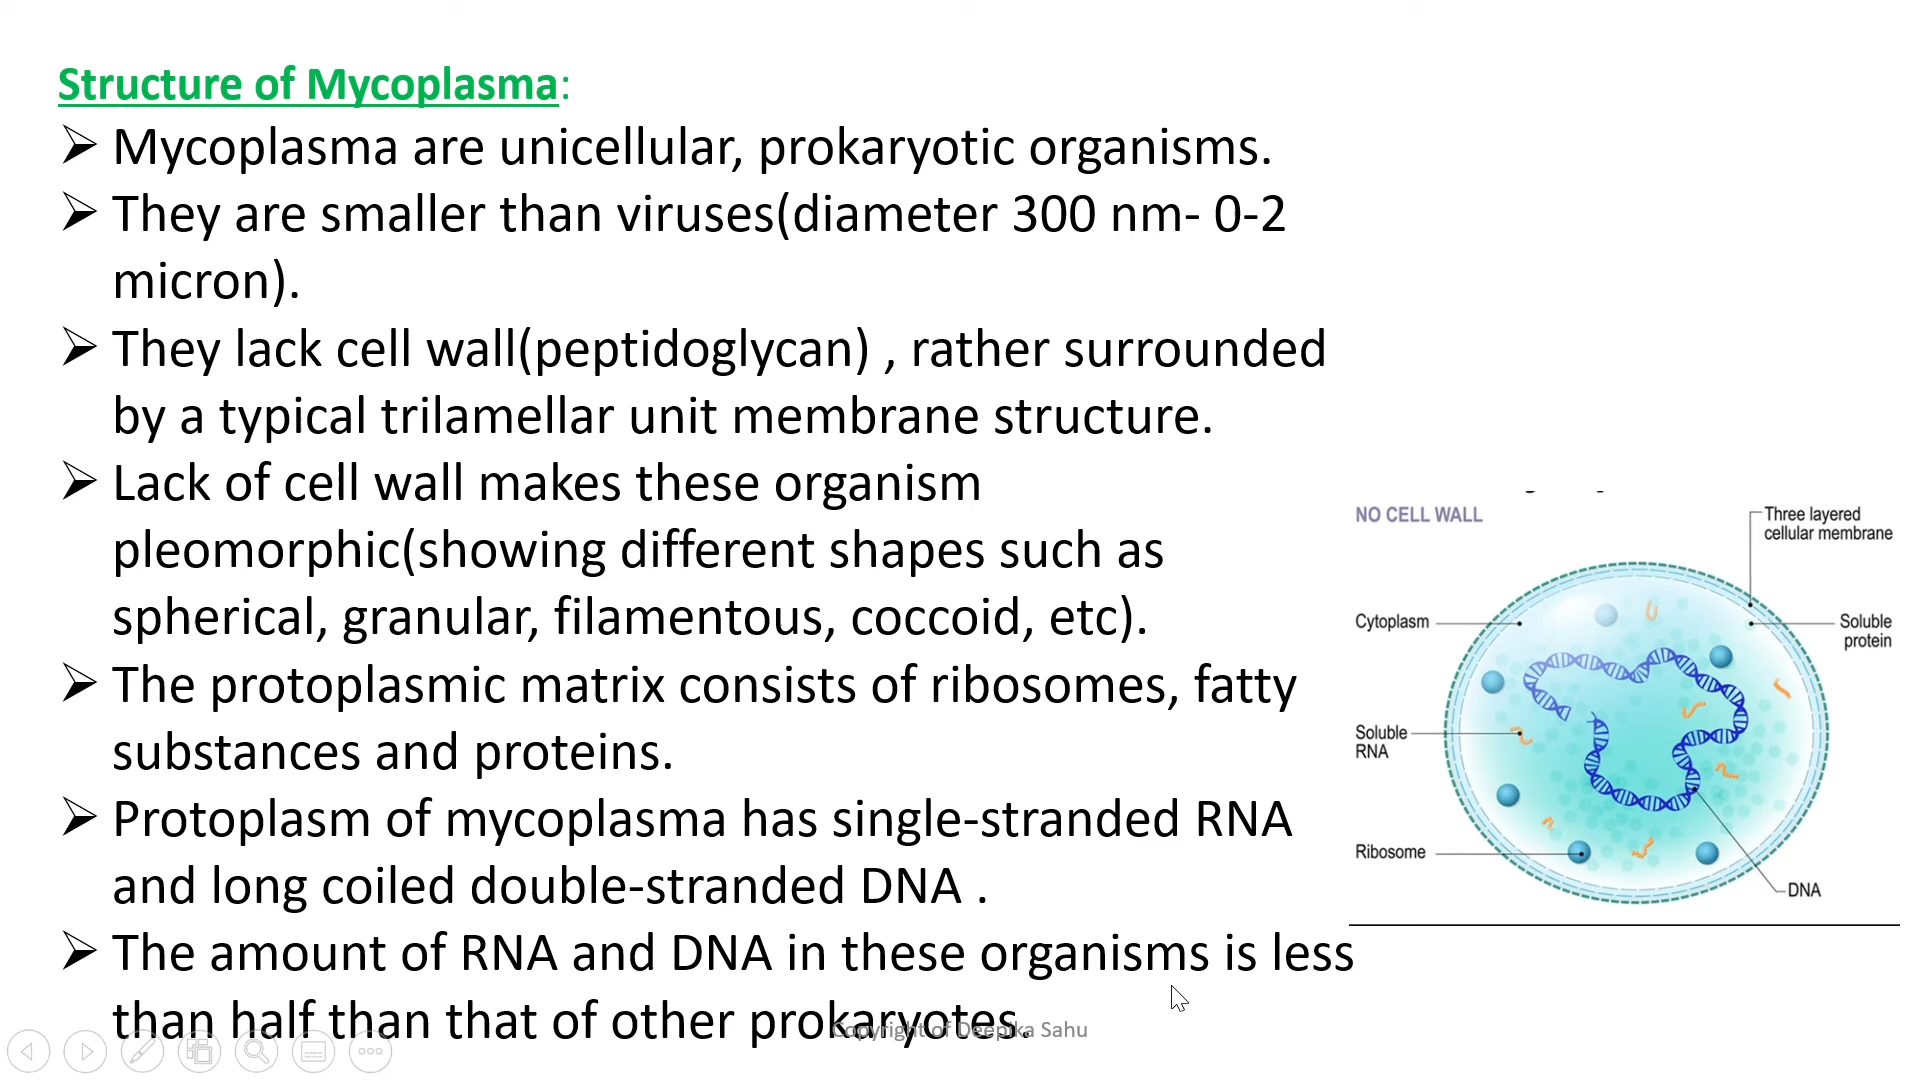 Structure of Mycoplasma:
➢ Mycoplasma are unicellular, prokaryotic organisms.
➢ They are smaller than viruses(diameter 300 nm- 0-2
micron).
➢ They lack cell wall(peptidoglycan) , rather surrounded
by a typical trilamellar unit membrane structure.
➢ Lack of cell wall makes these organism
pleomorphic(showing different shapes such as
spherical, granular, filamentous, coccoid, etc).
➢ The protoplasmic matrix consists of ribosomes, fatty
substances and proteins.
➢ Protoplasm of mycoplasma has single-stranded RNA
and long coiled double-stranded DNA .
➢ The amount of RNA and DNA in these organisms is less
than half than that of other prokaryotes.
Copyright of Deepika Sahu
NO CELL WALL
Three layered
cellular membrane
Cytoplasm
Soluble
protein
Soluble
RNA
Ribosome
DNA